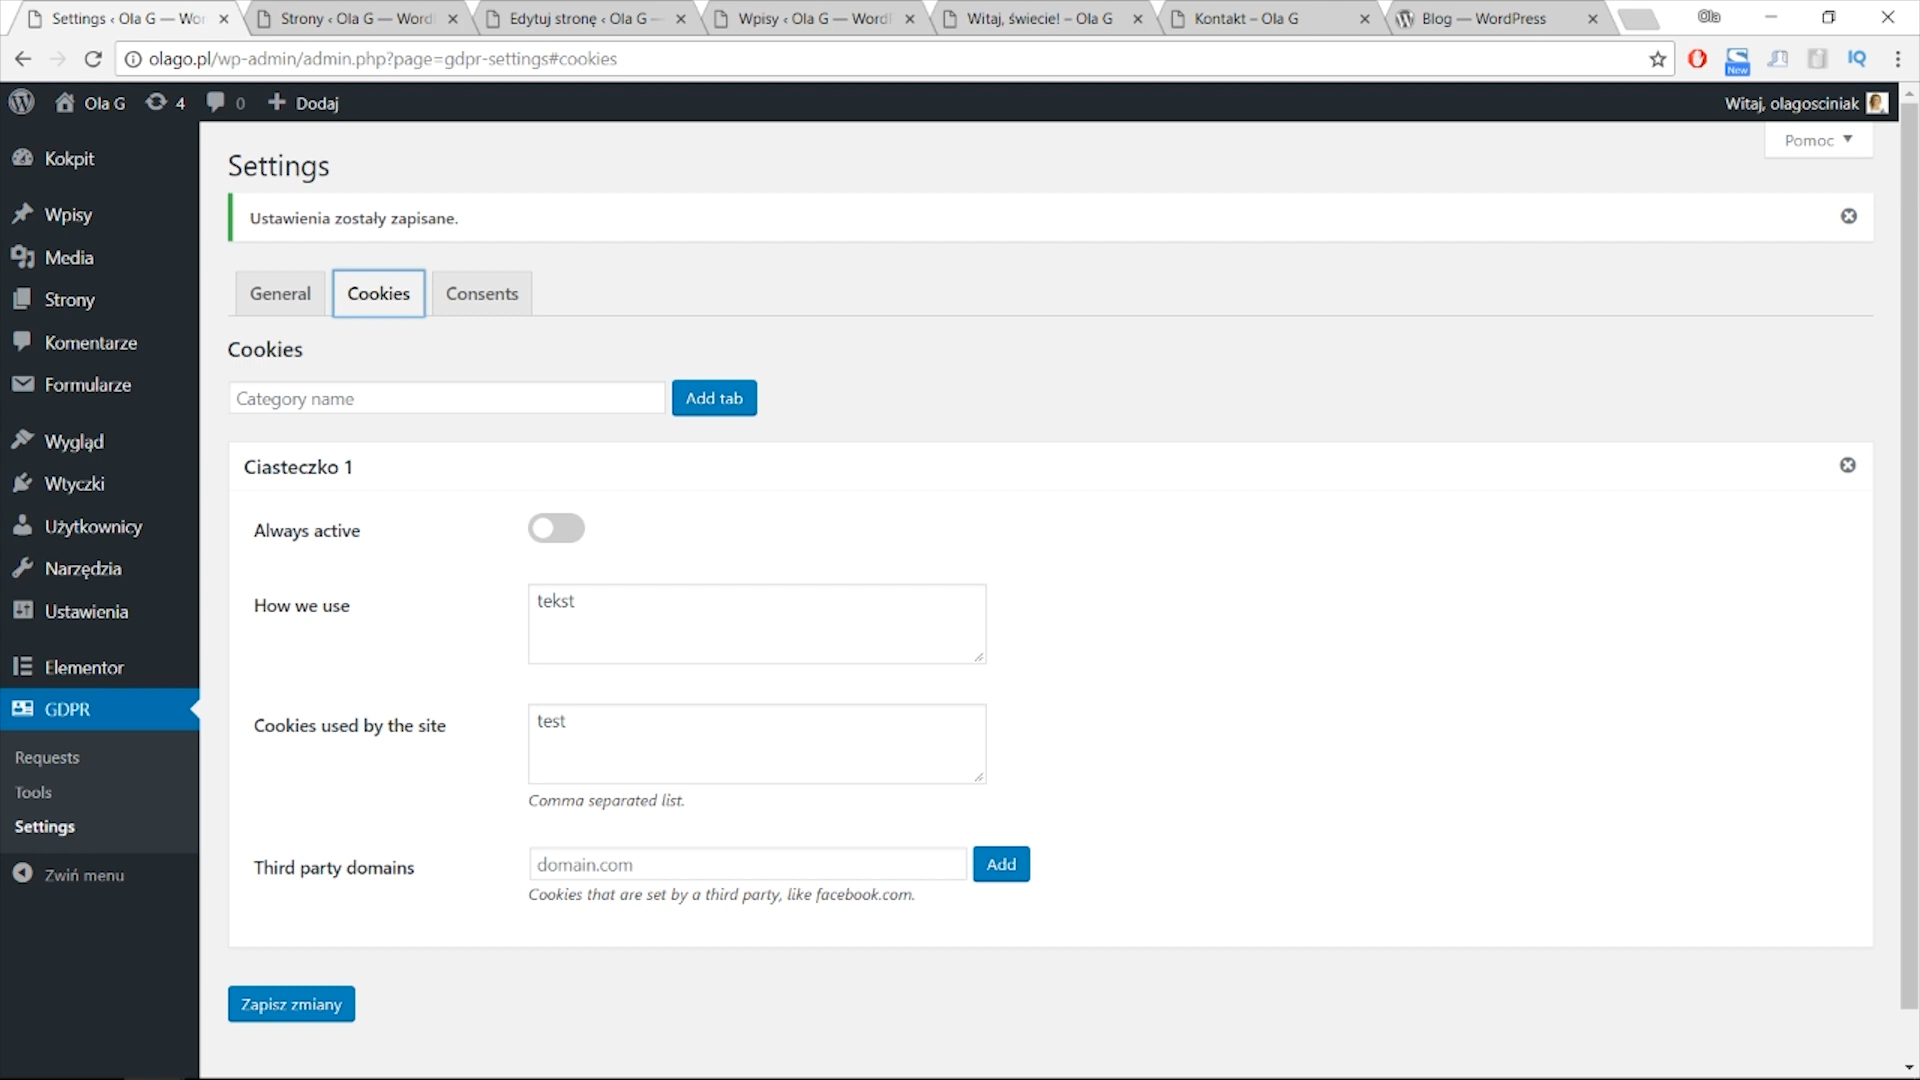 Settings ‹ Ola G — Wor
Strony ‹ Ola G — Word
Edytuj stronę ‹ Ola G —
Wpisy ‹ Ola G — Word
Witaj, świecie! – Ola G
Kontakt – Ola G
Blog — WordPress
Ola
olago.pl/wp-admin/admin.php?page=gdpr-settings#cookies
New
IQ
Ola G
4
0
Dodaj
Witaj, olagosciniak
Kokpit
Wpisy
Media
Strony
Komentarze
Formularze
Wygląd
Wtyczki
Użytkownicy
Narzędzia
Ustawienia
Elementor
GDPR
Requests
Tools
Settings
Zwiń menu
Pomoc
Settings
Ustawienia zostały zapisane.
General
Cookies
Consents
Cookies
Category name
Add tab
Ciasteczko 1
Always active
How we use
tekst
Cookies used by the site
test
Comma separated list.
Third party domains
domain.com
Add
Cookies that are set by a third party, like facebook.com.
Zapisz zmiany